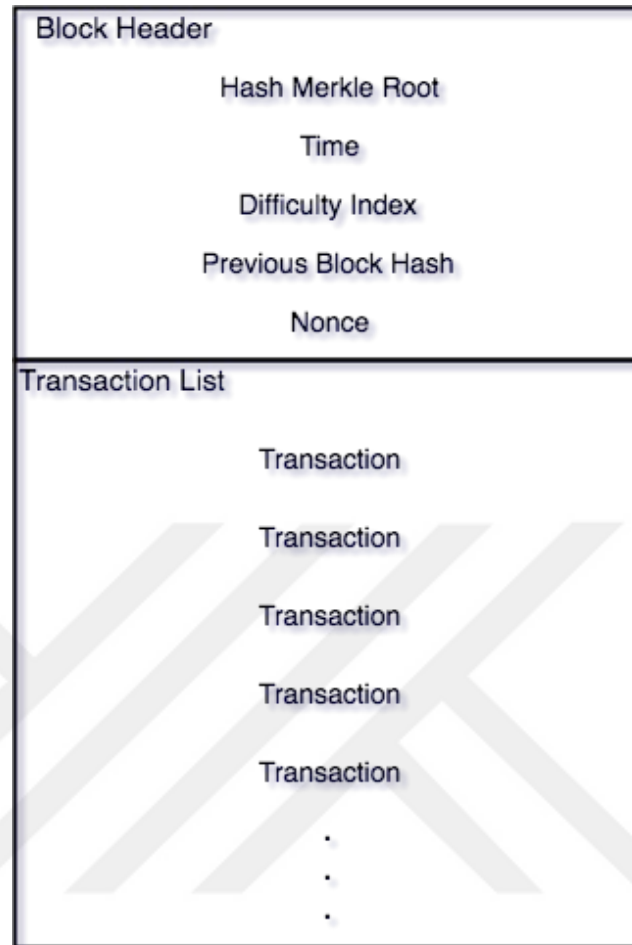 Block Header
Hash Merkle Root
Time
Difficulty Index
Previous Block Hash
Nonce
Transaction List
Transaction
Transaction
Transaction
Transaction
Transaction
.
.
.